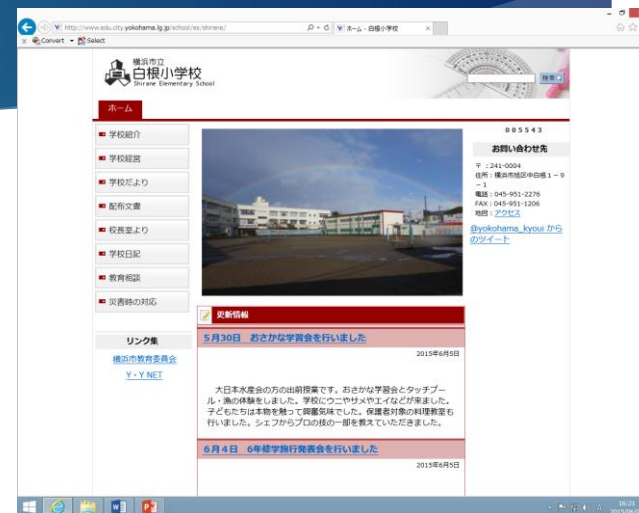 http://www.edu.city.yokohama.lg.jp/school/es/shirane/
ホーム - 白根小学校
Convert
Select
横浜市立
白根小学校
Shirane Elementary School
検索
ホーム
学校紹介
学校経営
学校だより
配布文書
校長室より
学校日記
教育相談
災害時の対応
リンク集
横浜市教育委員会
Y・Y NET
更新情報
5月30日 おさかな学習会を行いました
2015年6月5日
大日本水産会の方の出前授業です。おさかな学習会とタッチプー
ル・漁の体験をしました。学校にウニやサメやエイなどが来ました。
子どもたちは本物を触って興奮気味でした。保護者対象の料理教室も
行いました。シェフからプロの技の一部を教えていただきました。
6月4日 6年修学旅行発表会を行いました
2015年6月5日
005543
お問い合わせ先
〒 : 241-0004
住所 : 横浜市旭区中白根1-9
-1
電話 : 045-951-2276
FAX : 045-951-1206
地図 : アクセス
@yokohama_kyoui から
のツイート
16:21